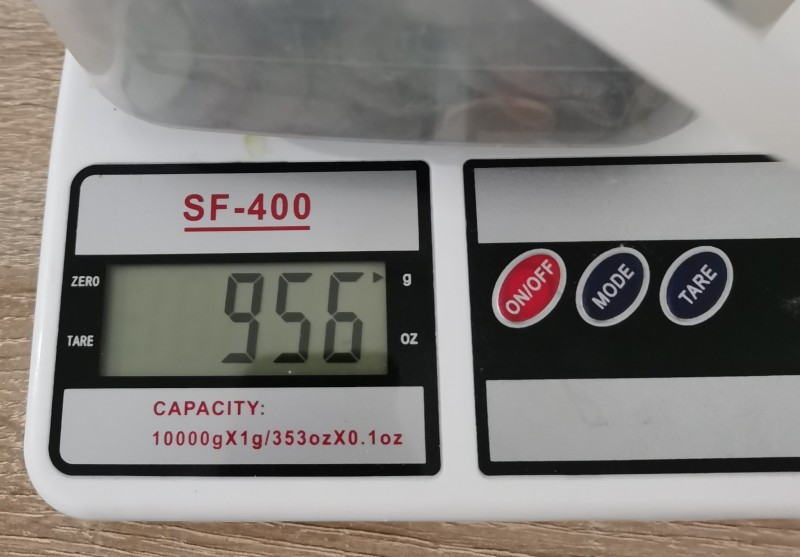 SF-400
ZERO
956
g
TARE
OZ
CAPACITY:
10000gX1g/353ozX0.1oz
ON/OFF
MODE
TARE